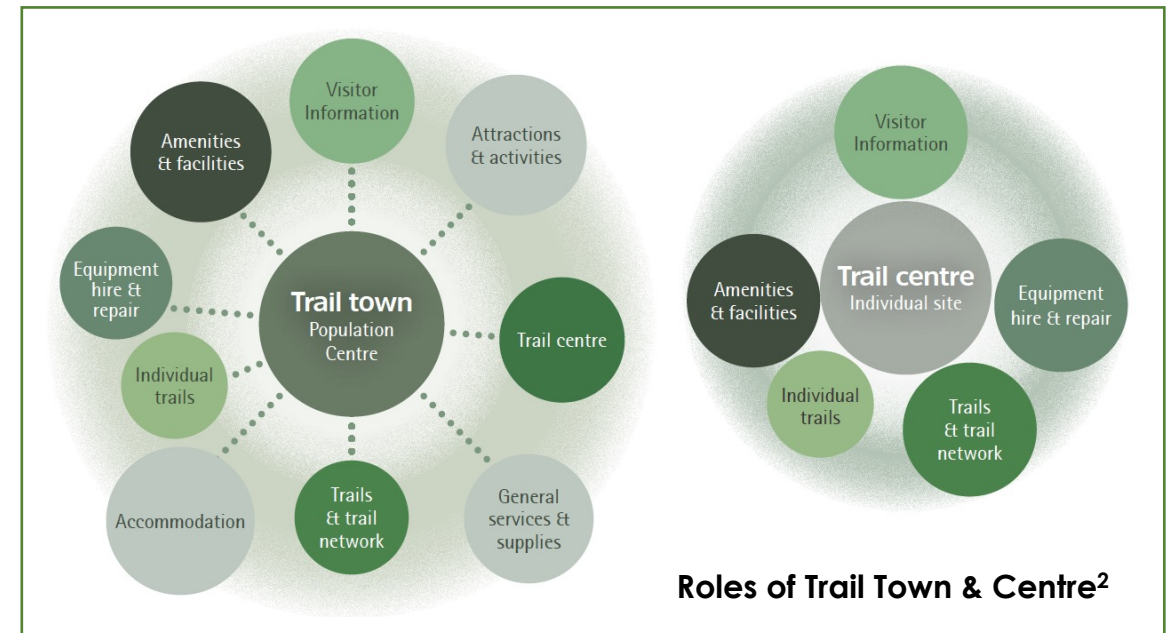 Visitor
Information
Attractions
& activities
Amenities
& facilities
Equipment
hire &
repair
Trail town
Population
Centre
Trail centre
Individual
trails
Accommodation
Trails
& trail
network
General
services &
supplies
Visitor
Information
Amenities
& facilities
Trail centre
Individual site
Equipment
hire & repair
Individual
trails
Trails
& trail
network
Roles of Trail Town & Centre²